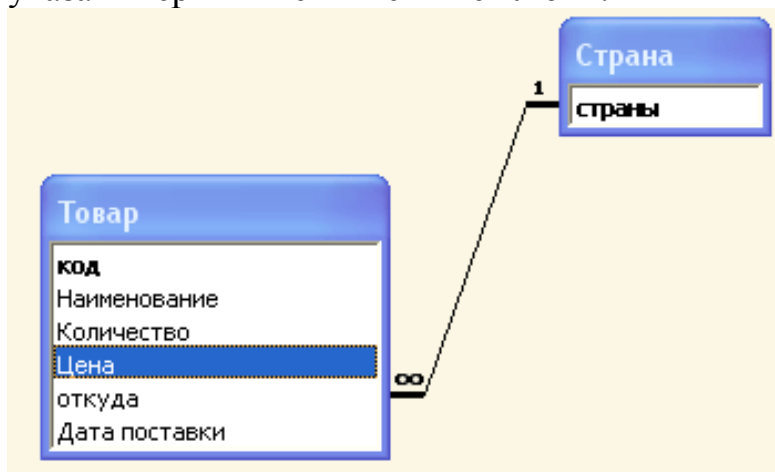 Страна
1
страны
Товар
код
Наименование
Количество
Цена
∞
откуда
Дата поставки